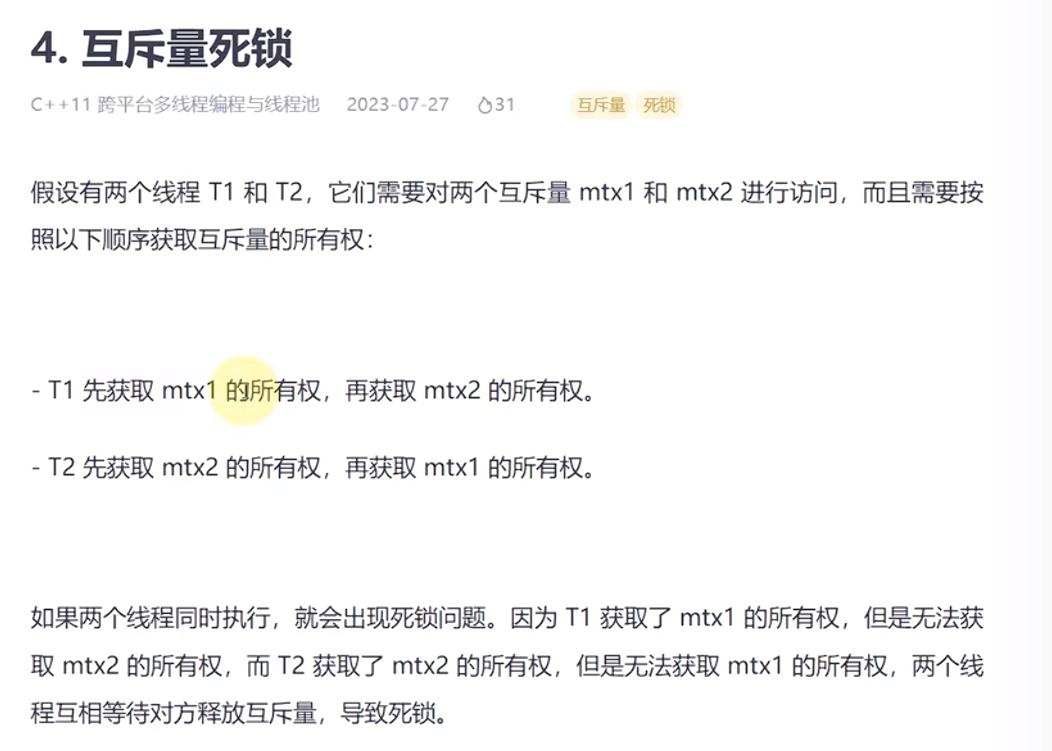 4. 互斥量死锁
C++11 跨平台多线程编程与线程池 2023-07-27 31 互斥量 死锁
假设有两个线程 T1 和 T2，它们需要对两个互斥量 mtx1 和 mtx2 进行访问，而且需要按
照以下顺序获取互斥量的所有权：
- T1 先获取 mtx1 的所有权，再获取 mtx2 的所有权。
- T2 先获取 mtx2 的所有权，再获取 mtx1 的所有权。
如果两个线程同时执行，就会出现死锁问题。因为 T1 获取了 mtx1 的所有权，但是无法获
取 mtx2 的所有权，而 T2 获取了 mtx2 的所有权，但是无法获取 mtx1 的所有权，两个线
程互相等待对方释放互斥量，导致死锁。